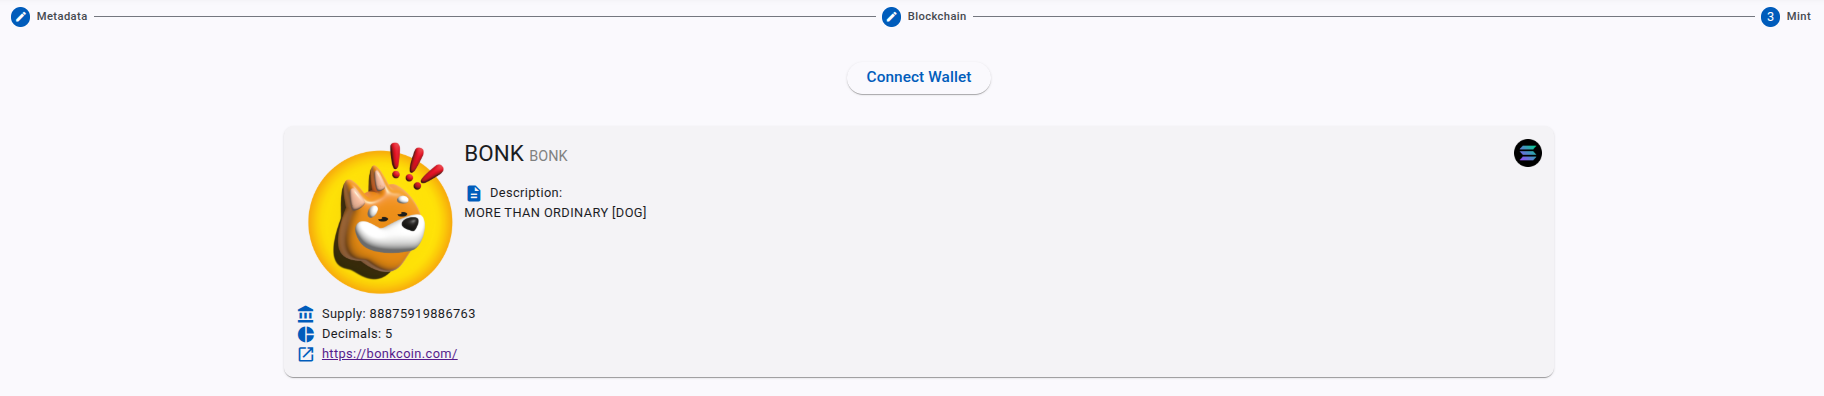 Metadata
Blockchain
3 Mint
Connect Wallet
BONK BONK
Description:
MORE THAN ORDINARY [DOG]
Supply: 88875919886763
Decimals: 5
https://bonkcoin.com/